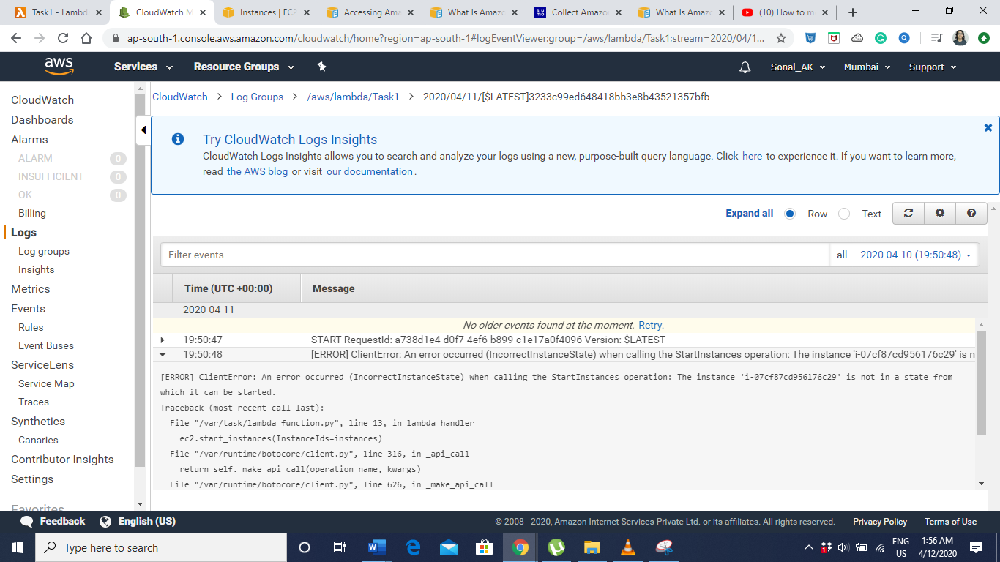 Task1 - Lambd
CloudWatch M
Instances | EC2
Accessing Ama
What Is Amazo
Collect Amazo
What Is Amazo
(10) How to m
ap-south-1.console.aws.amazon.com/cloudwatch/home?region=ap-south-1#logEventViewergroup=/aws/lambda/Task1;stream=2020/04/1...
aws
Services
Resource Groups
Sonal_AK
Mumbai
Support
CloudWatch
Dashboards
Alarms
ALARM 0
INSUFFICIENT 0
OK 0
Billing
Logs
Log groups
Insights
Metrics
Events
Rules
Event Buses
ServiceLens
Service Map
Traces
Synthetics
Canaries
Contributor Insights
Settings
Favorites
CloudWatch > Log Groups > /aws/lambda/Task1 > 2020/04/11/[$LATEST]3233c99ed648418bb3e8b43521357bfb
Try CloudWatch Logs Insights
CloudWatch Logs Insights allows you to search and analyze your logs using a new, purpose-built query language. Click here to experience it. If you want to learn more,
read the AWS blog or visit our documentation.
Expand all Row Text
Filter events
all 2020-04-10 (19:50:48)
Time (UTC +00:00) Message
2020-04-11
No older events found at the moment. Retry.
19:50:47 START RequestId: a738d1e4-d0f7-4ef6-b899-c1e17a0f4096 Version: $LATEST
19:50:48 [ERROR] ClientError: An error occurred (IncorrectInstanceState) when calling the StartInstances operation: The instance 'i-07cf87cd956176c29' is n
[ERROR] ClientError: An error occurred (IncorrectInstanceState) when calling the StartInstances operation: The instance 'i-07cf87cd956176c29' is not in a state from
which it can be started.
Traceback (most recent call last):
File "/var/task/lambda_function.py", line 13, in lambda_handler
ec2.start_instances(InstanceIds=instances)
File "/var/runtime/botocore/client.py", line 316, in _api_call
return self._make_api_call(operation_name, kwargs)
File "/var/runtime/botocore/client.py", line 626, in _make_api_call
Feedback
English (US)
© 2008 - 2020, Amazon Internet Services Private Ltd. or its affiliates. All rights reserved.
Privacy Policy
Terms of Use
Type here to search
ENG
US
1:56 AM
4/12/2020